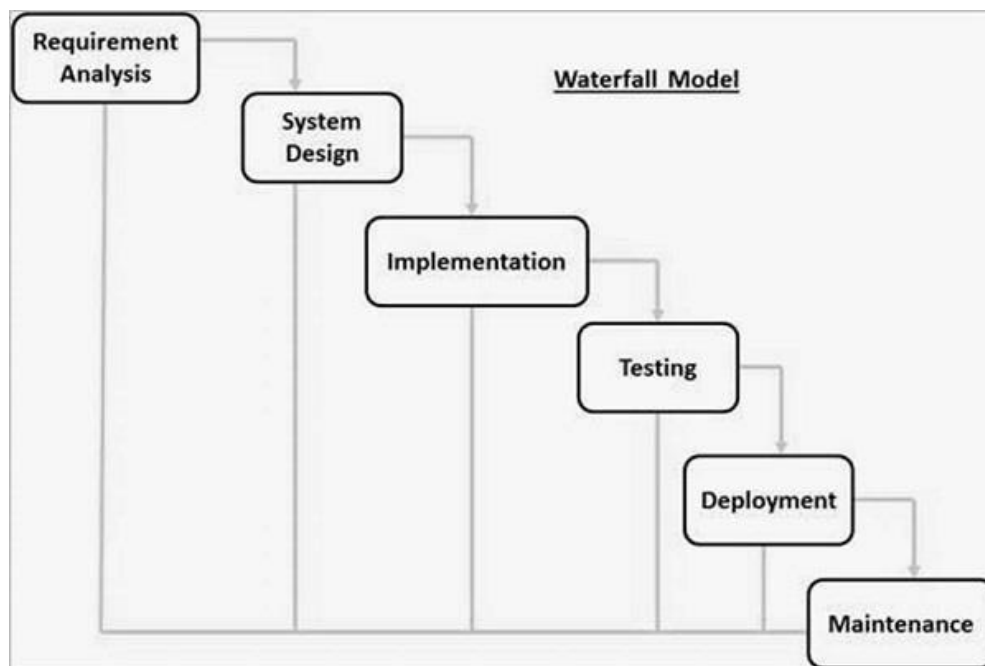 Requirement
Analysis
Waterfall Model
System
Design
Implementation
Testing
Deployment
Maintenance